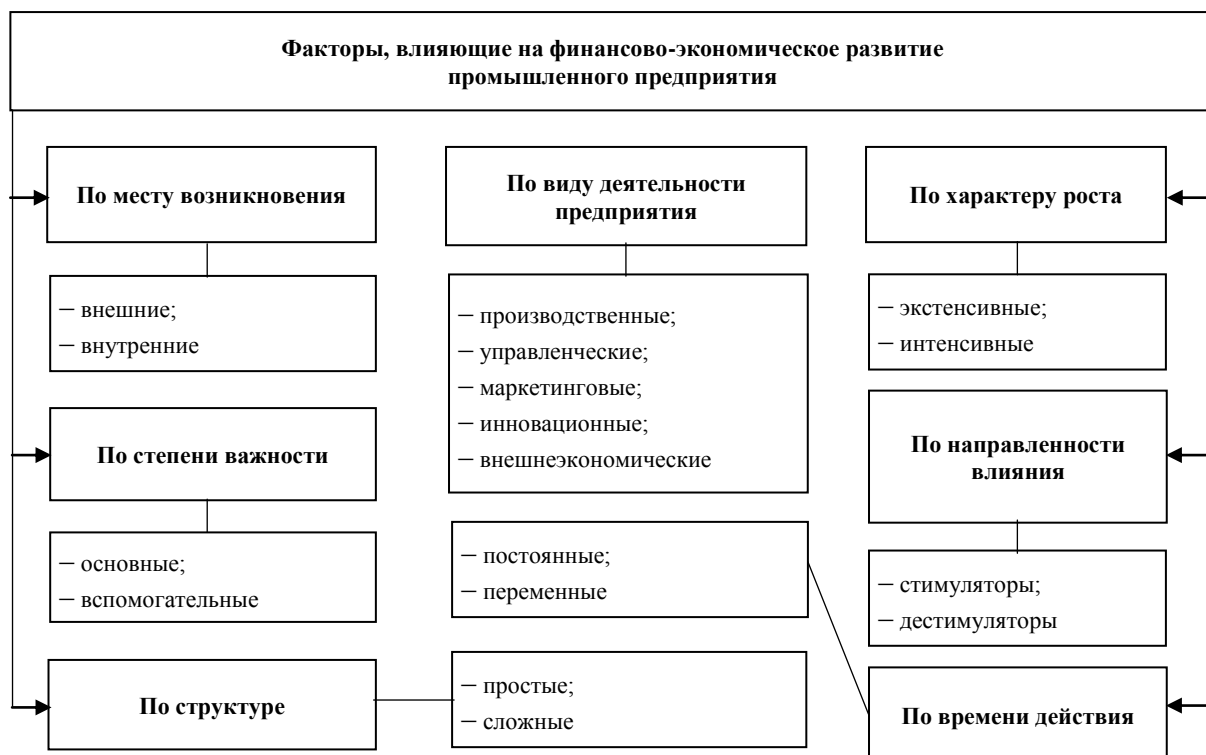 Факторы, влияющие на финансово-экономическое развитие
промышленного предприятия
По месту возникновения
– внешние;
– внутренние
По степени важности
– основные;
– вспомогательные
По структуре
– простые;
– сложные
По виду деятельности
предприятия
– производственные;
– управленческие;
– маркетинговые;
– инновационные;
– внешнеэкономические
По характеру роста
– экстенсивные;
– интенсивные
По направленности
влияния
– стимуляторы;
– дестимуляторы
По времени действия
– постоянные;
– переменные